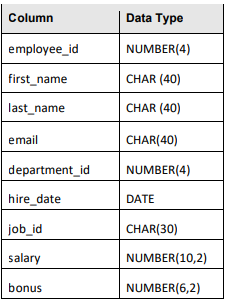 Column Data Type
employee_id NUMBER(4)
first_name CHAR (40)
last_name CHAR (40)
email CHAR(40)
department_id NUMBER(4)
hire_date DATE
job_id CHAR(30)
salary NUMBER(10,2)
bonus NUMBER(6,2)